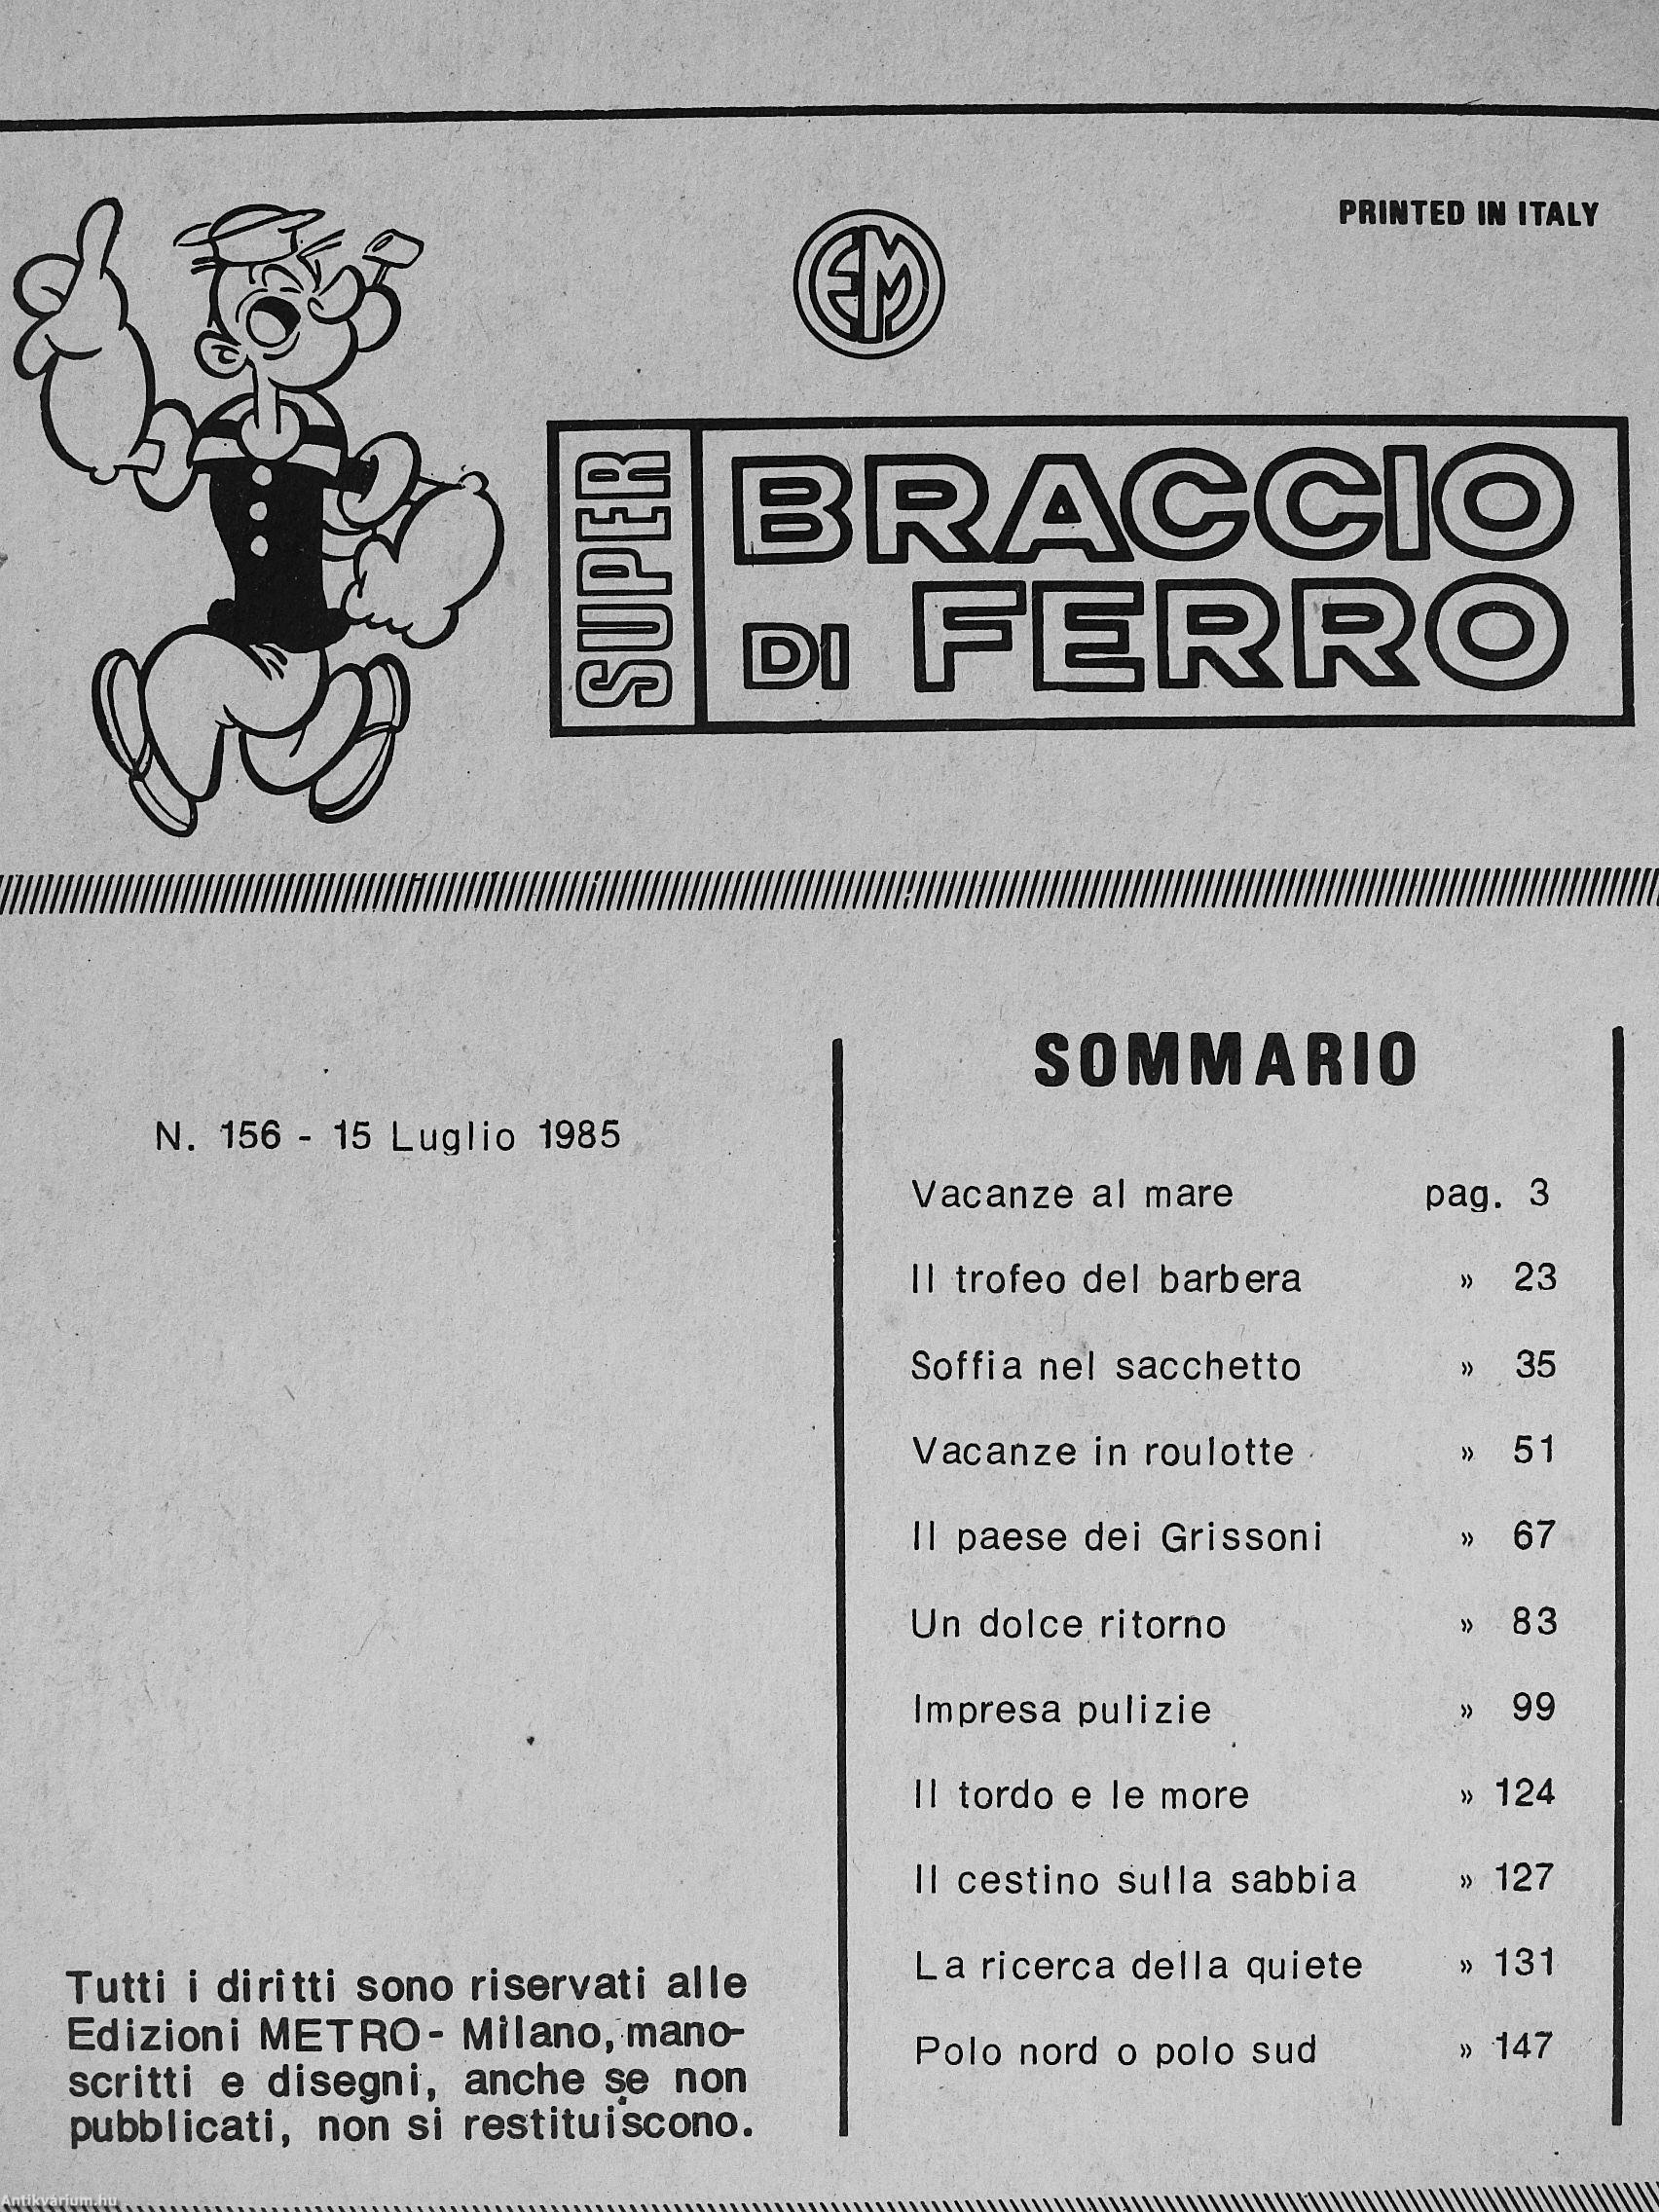 PRINTED IN ITALY
EM
SUPER
BRACCIO
DI FERRO
N. 156 - 15 Luglio 1985
SOMMARIO
Vacanze al mare pag. 3
Il trofeo del barbera » 23
Soffia nel sacchetto » 35
Vacanze in roulotte » 51
Il paese dei Grissoni » 67
Un dolce ritorno » 83
Impresa pulizie » 99
Il tordo e le more » 124
Il cestino sulla sabbia » 127
La ricerca della quiete » 131
Polo nord o polo sud » 147
Tutti i diritti sono riservati alle
Edizioni METRO - Milano, mano-
scritti e disegni, anche se non
pubblicati, non si restituiscono.
Antikvarium.hu